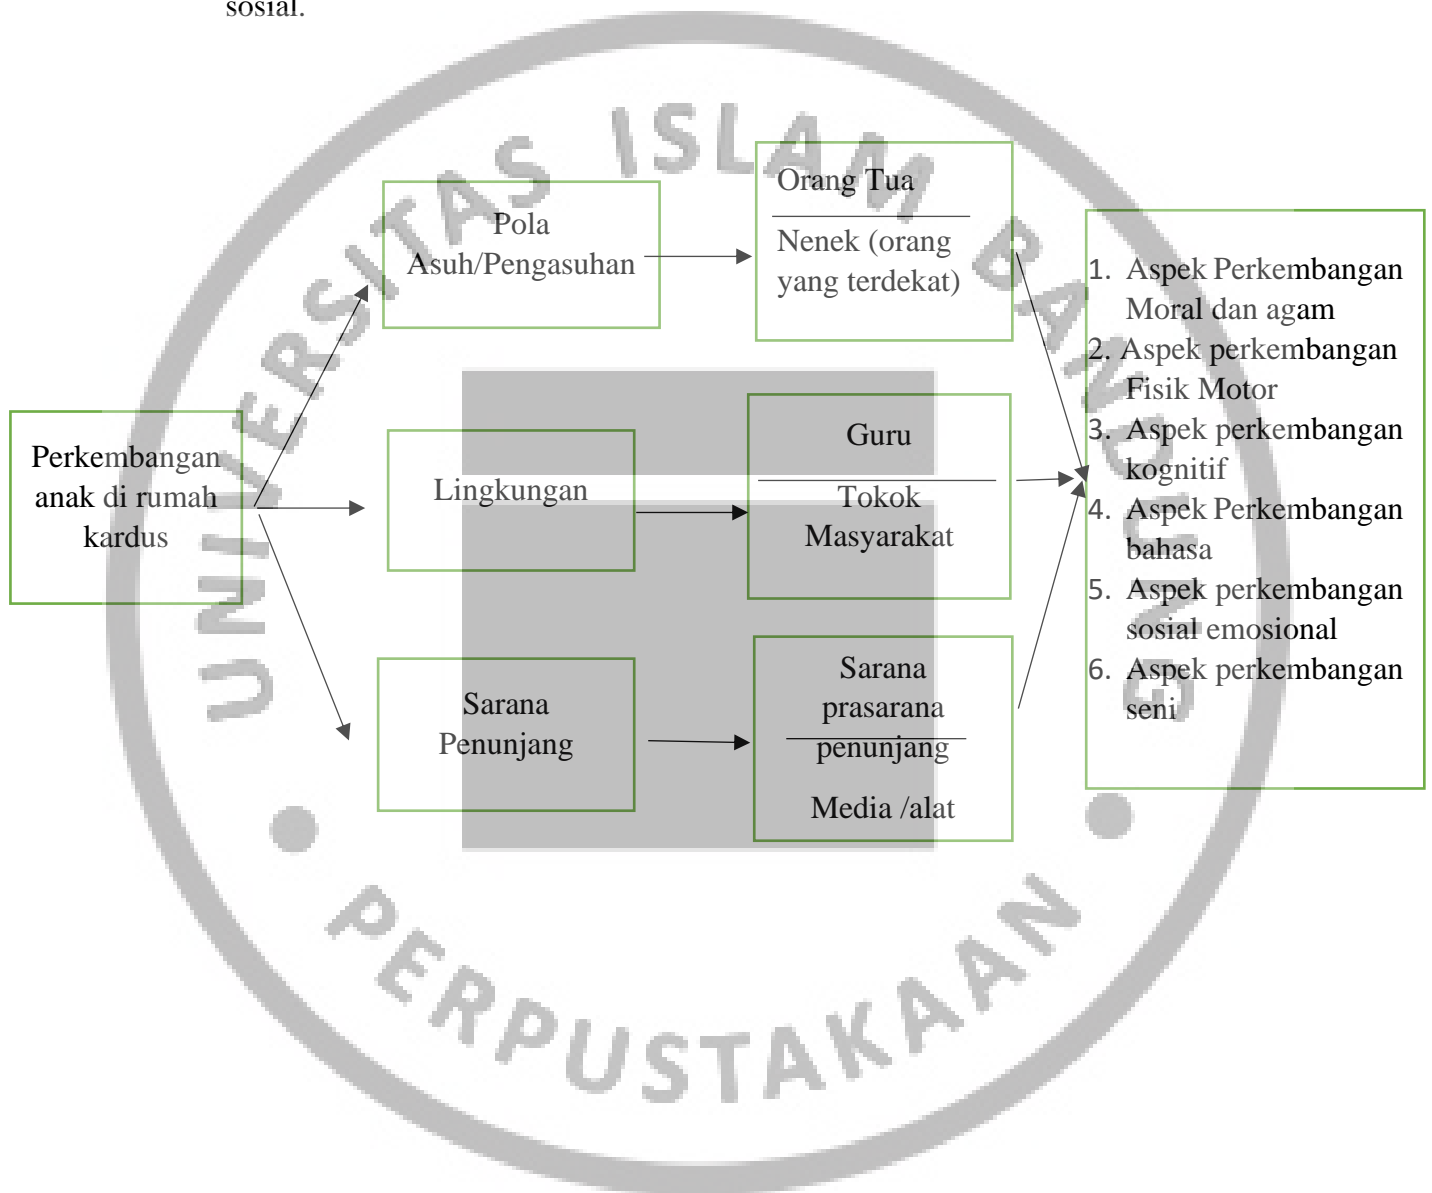 sosial.
UNIVERSITAS ISLAM BANDUNG
PERPUSTAKAAN
Perkembangan
anak di rumah
kardus
Pola
Asuh/Pengasuhan
Orang Tua
Nenek (orang
yang terdekat)
Lingkungan
Guru
Tokok
Masyarakat
Sarana
Penunjang
Sarana
prasarana
penunjang
Media /alat
1. Aspek Perkembangan
Moral dan agam
2. Aspek perkembangan
Fisik Motor
3. Aspek perkembangan
kognitif
4. Aspek Perkembangan
bahasa
5. Aspek perkembangan
sosial emosional
6. Aspek perkembangan
seni